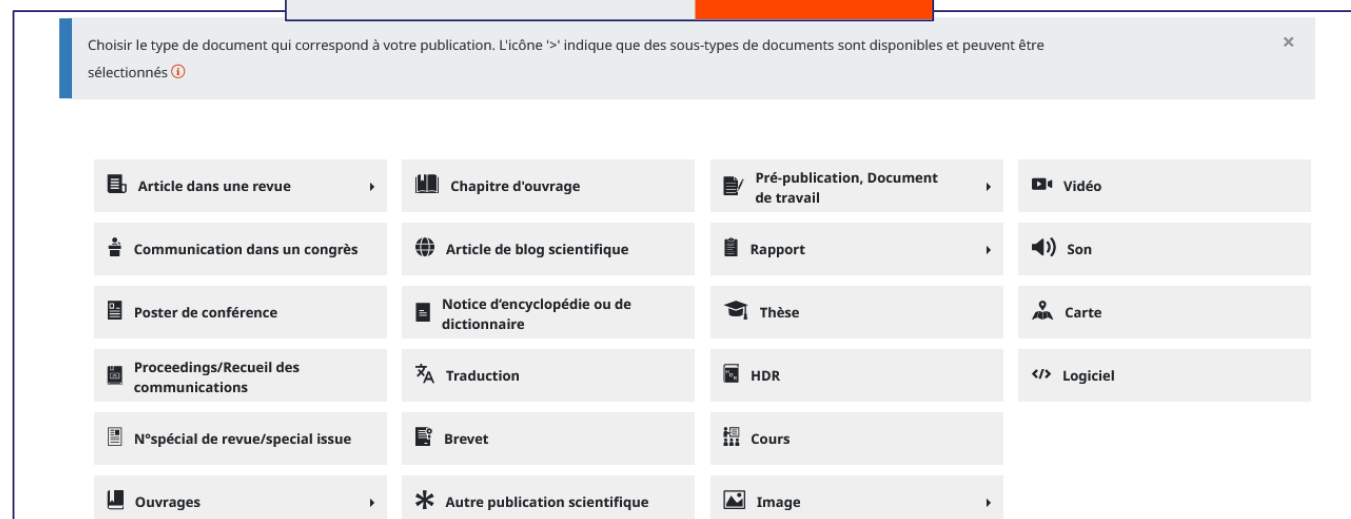 Choisir le type de document qui correspond à votre publication. L'icône '>' indique que des sous-types de documents sont disponibles et peuvent être
sélectionnés
×
Article dans une revue
Chapitre d'ouvrage
Pré-publication, Document
de travail
Vidéo
Communication dans un congrès
Article de blog scientifique
Rapport
Son
Poster de conférence
Notice d’encyclopédie ou de
dictionnaire
Thèse
Carte
Proceedings/Recueil des
communications
Traduction
HDR
Logiciel
N°spécial de revue/special issue
Brevet
Cours
Ouvrages
Autre publication scientifique
Image